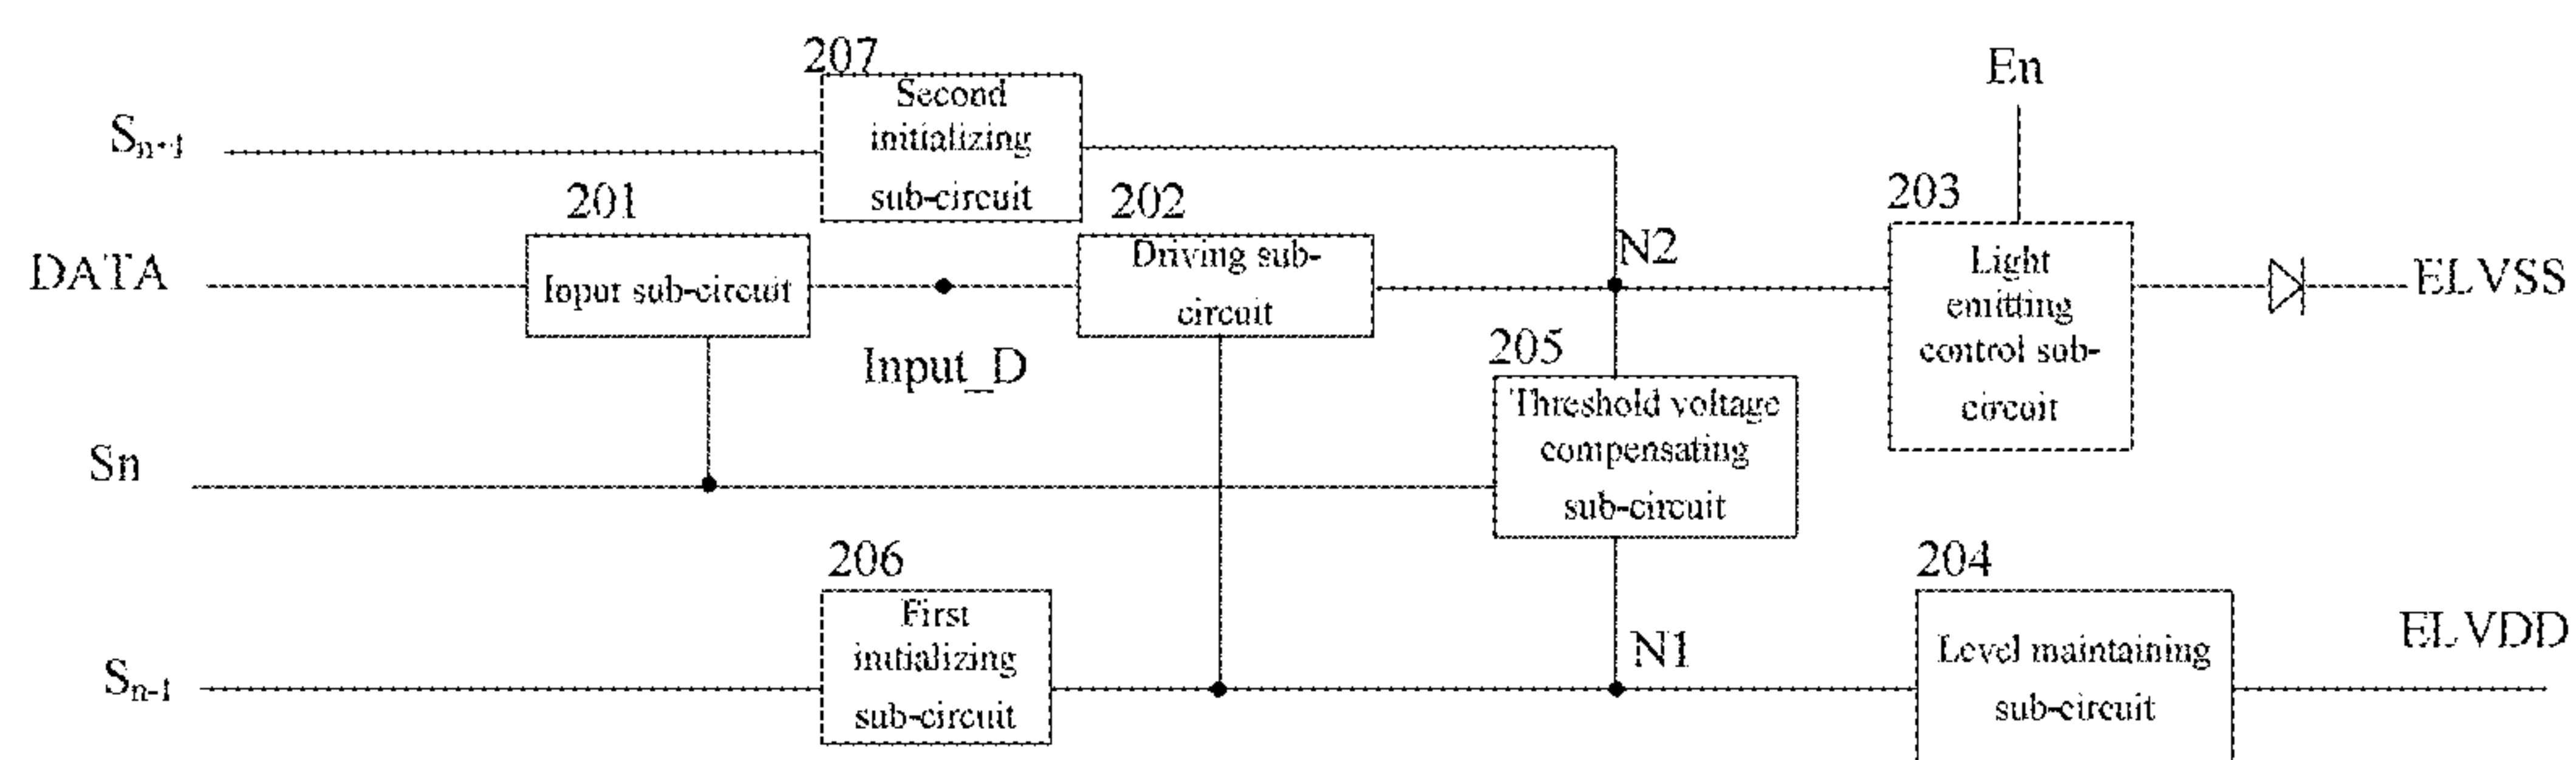 207
Second
initializing
sub-circuit
Sn+1
En
201
202
203
DATA
Input sub-circuit
Input_D
Driving sub-
circuit
N2
Light
emitting
control sub-
circuit
ELVSS
205
Threshold voltage
compensating
sub-circuit
Sn
206
First
initializing
sub-circuit
Sn-1
N1
204
Level maintaining
sub-circuit
ELVDD